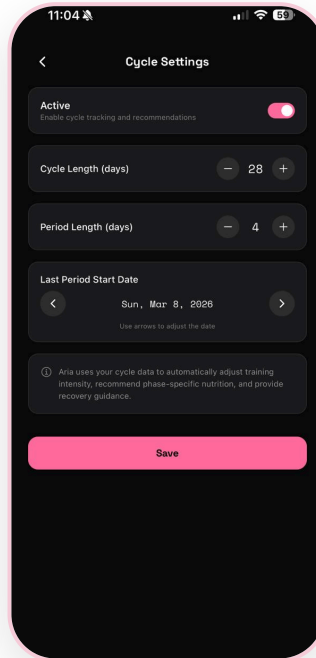 11:04
59
Cycle Settings
Active
Enable cycle tracking and recommendations
Cycle Length (days)
− 28 +
Period Length (days)
− 4 +
Last Period Start Date
Sun, Mar 8, 2026
Use arrows to adjust the date
Aria uses your cycle data to automatically adjust training
intensity, recommend phase-specific nutrition, and provide
recovery guidance.
Save